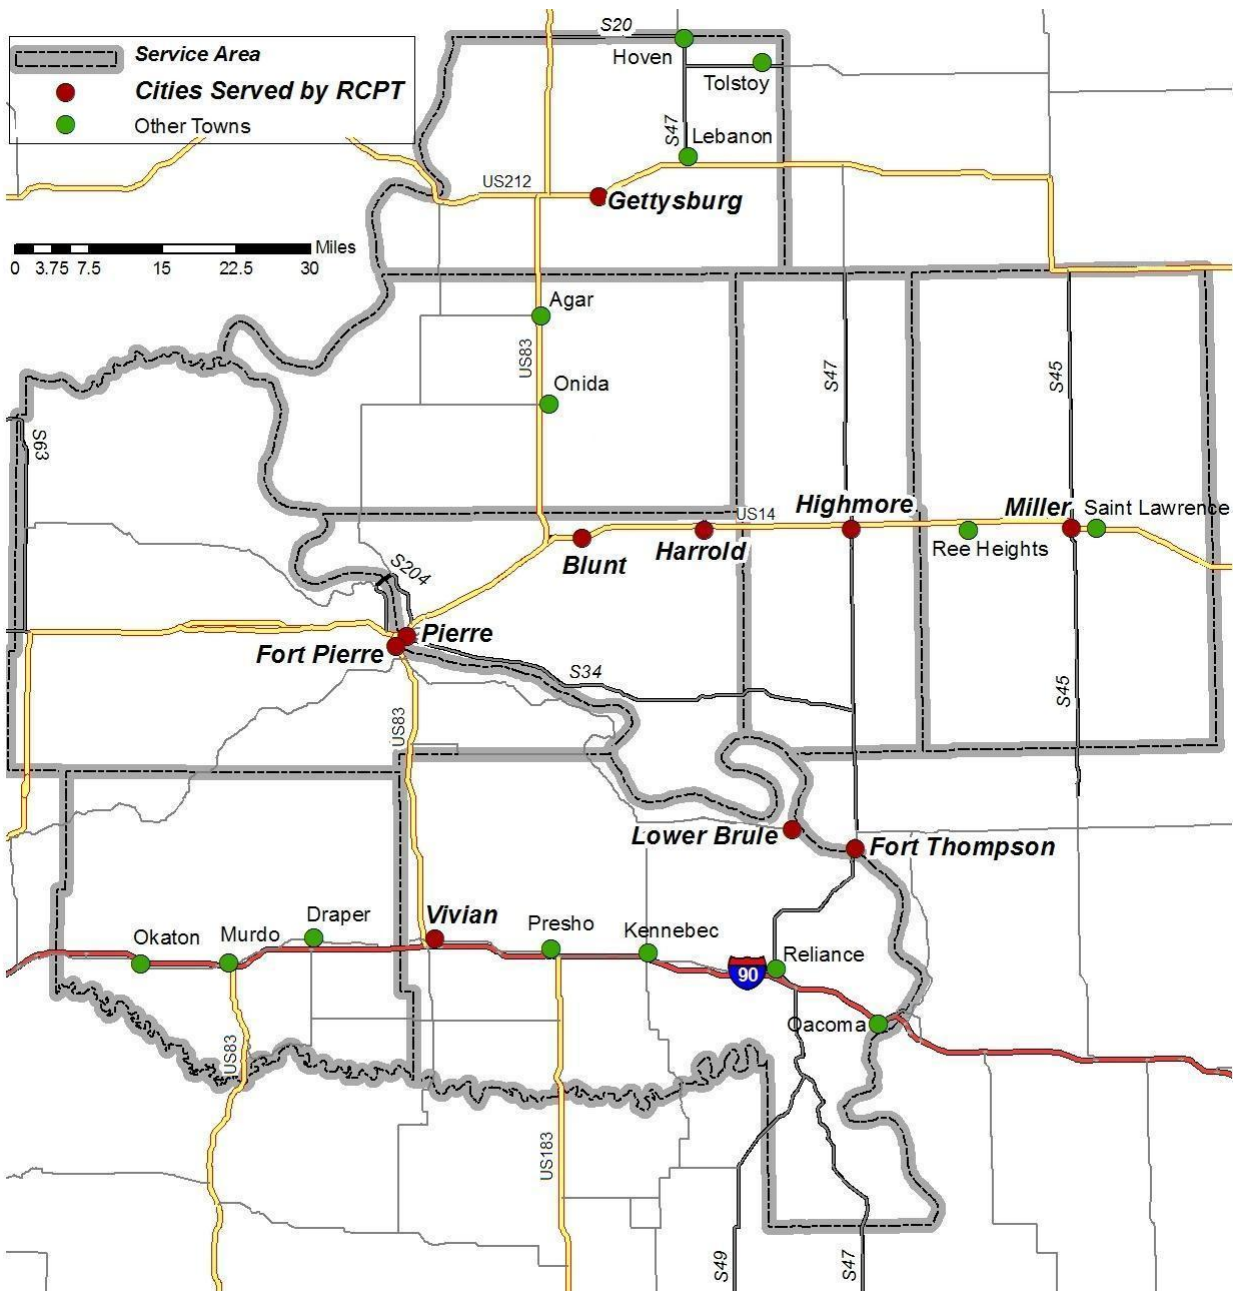 S20
Service Area
Hoven
Cities Served by RCPT
Tolstoy
Other Towns
S47
Lebanon
US212
Gettysburg
Miles
0 3.75 7.5 15 22.5 30
Agar
US83
S47
S45
Onida
S63
Highmore
Miller
Saint Lawrence
US14
Blunt
Harrold
Ree Heights
S204
Pierre
Fort Pierre
S34
S45
US83
Lower Brule
Fort Thompson
Draper
Vivian
Presho
Kennebec
Okaton
Murdo
Reliance
90
Oacoma
US83
US183
S49
S47